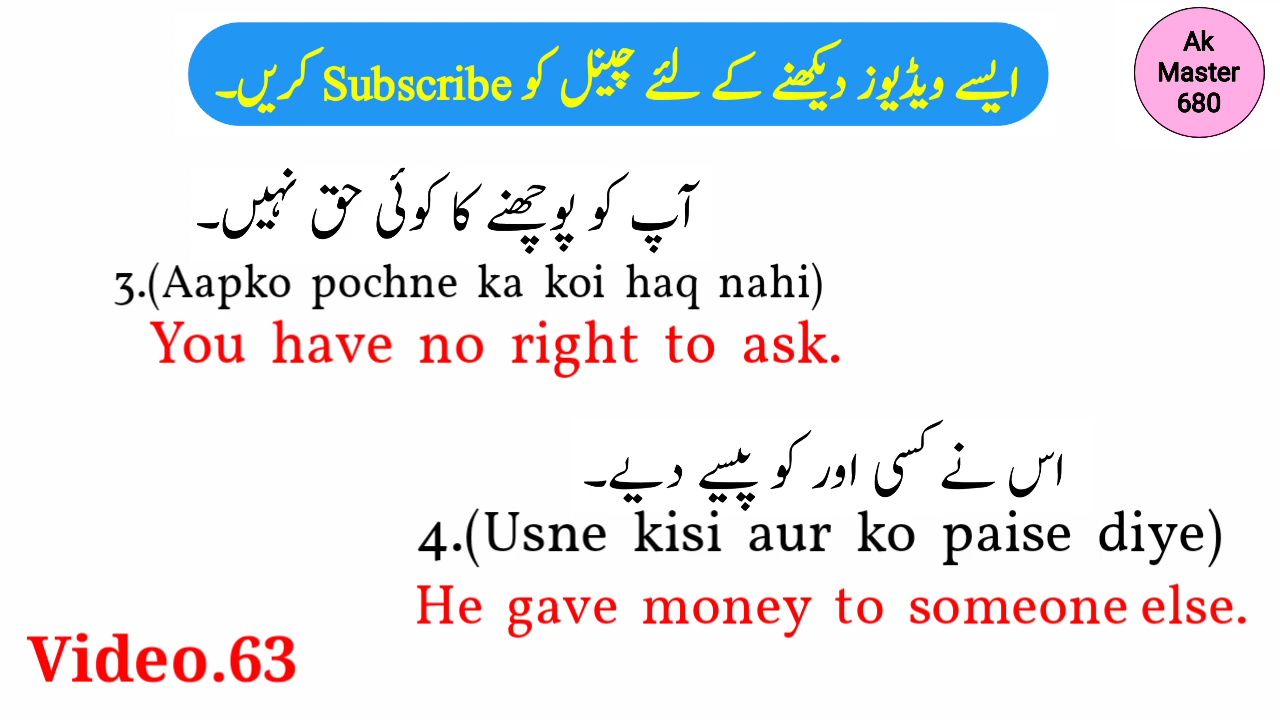 ایسے ویڈیوز دیکھنے کے لئے چینل کو Subscribe کریں۔
Ak
Master
680
آپ کو پوچھنے کا کوئی حق نہیں۔
3.(Aapko pochne ka koi haq nahi)
You have no right to ask.
اس نے کسی اور کو پیسے دیے۔
4.(Usne kisi aur ko paise diye)
He gave money to someone else.
Video.63